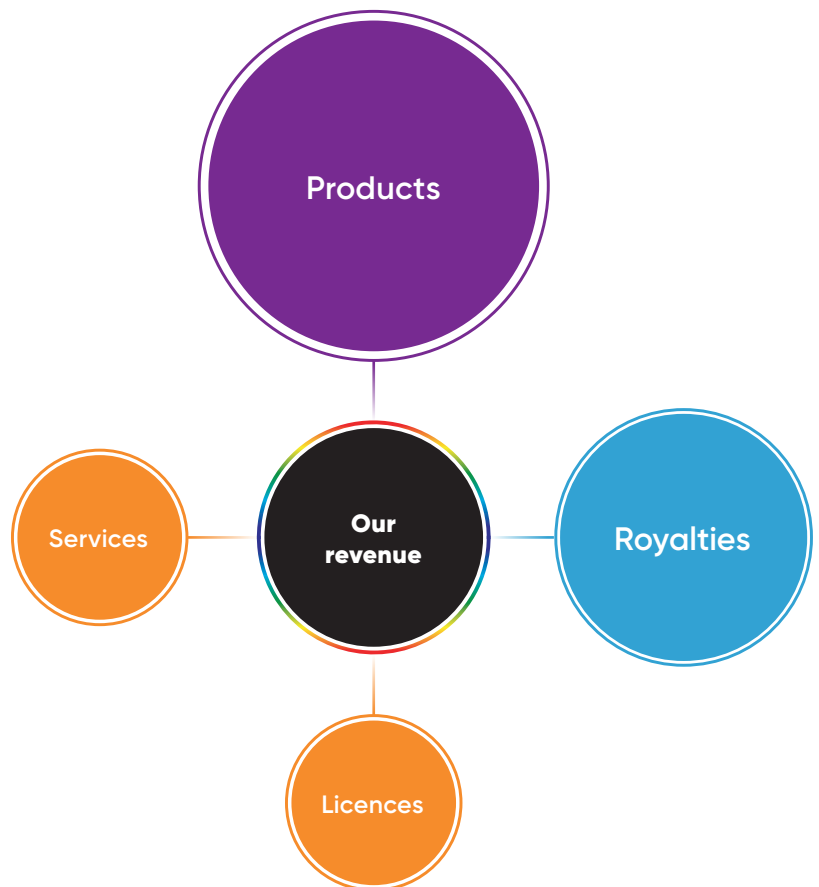 Products
Services
Our
revenue
Royalties
Licences